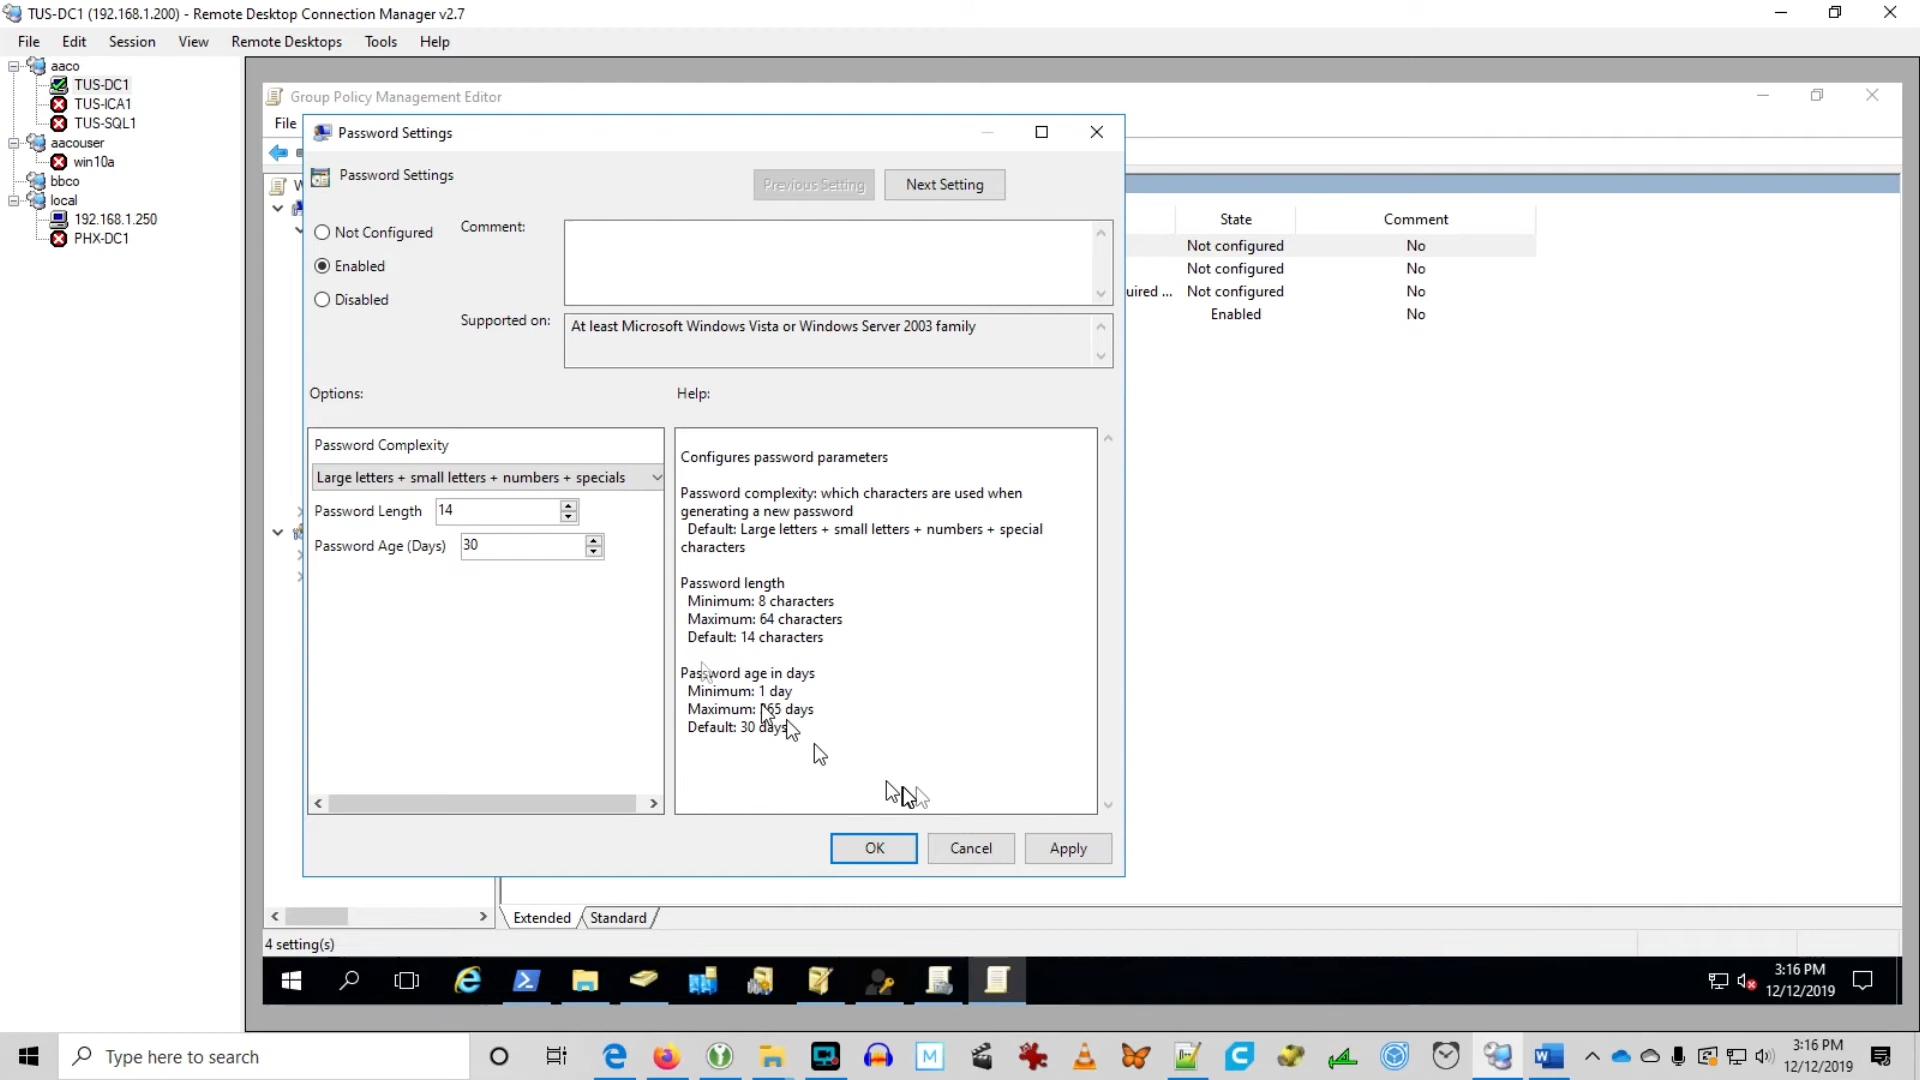 TUS-DC1 (192.168.1.200) - Remote Desktop Connection Manager v2.7
File Edit Session View Remote Desktops Tools Help
aaco
TUS-DC1
TUS-ICA1
TUS-SQL1
aacouser
win10a
bbco
local
192.168.1.250
PHX-DC1
Group Policy Management Editor
File
Password Settings
Password Settings
Previous Setting Next Setting
Not Configured
Enabled
Disabled
Comment:
Supported on:
At least Microsoft Windows Vista or Windows Server 2003 family
Options:
Help:
Password Complexity
Large letters + small letters + numbers + specials
Password Length 14
Password Age (Days) 30
Configures password parameters
Password complexity: which characters are used when
generating a new password
Default: Large letters + small letters + numbers + special
characters
Password length
Minimum: 8 characters
Maximum: 64 characters
Default: 14 characters
Password age in days
Minimum: 1 day
Maximum: 365 days
Default: 30 days
OK Cancel Apply
State Comment
Not configured No
Not configured No
uired ... Not configured No
Enabled No
Extended Standard
4 setting(s)
3:16 PM
12/12/2019
Type here to search
3:16 PM
12/12/2019